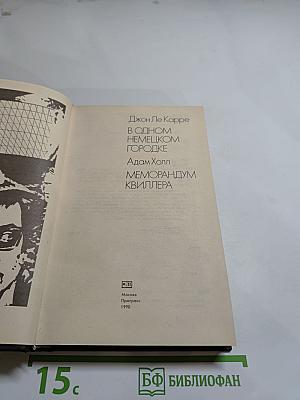 Джон Ле Карре
В ОДНОМ
НЕМЕЦКОМ
ГОРОДКЕ
Адам Холл
МЕМОРАНДУМ
КВИЛЛЕРА
Москва
Прогресс
1990
15с
БФ БИБЛИОФАН